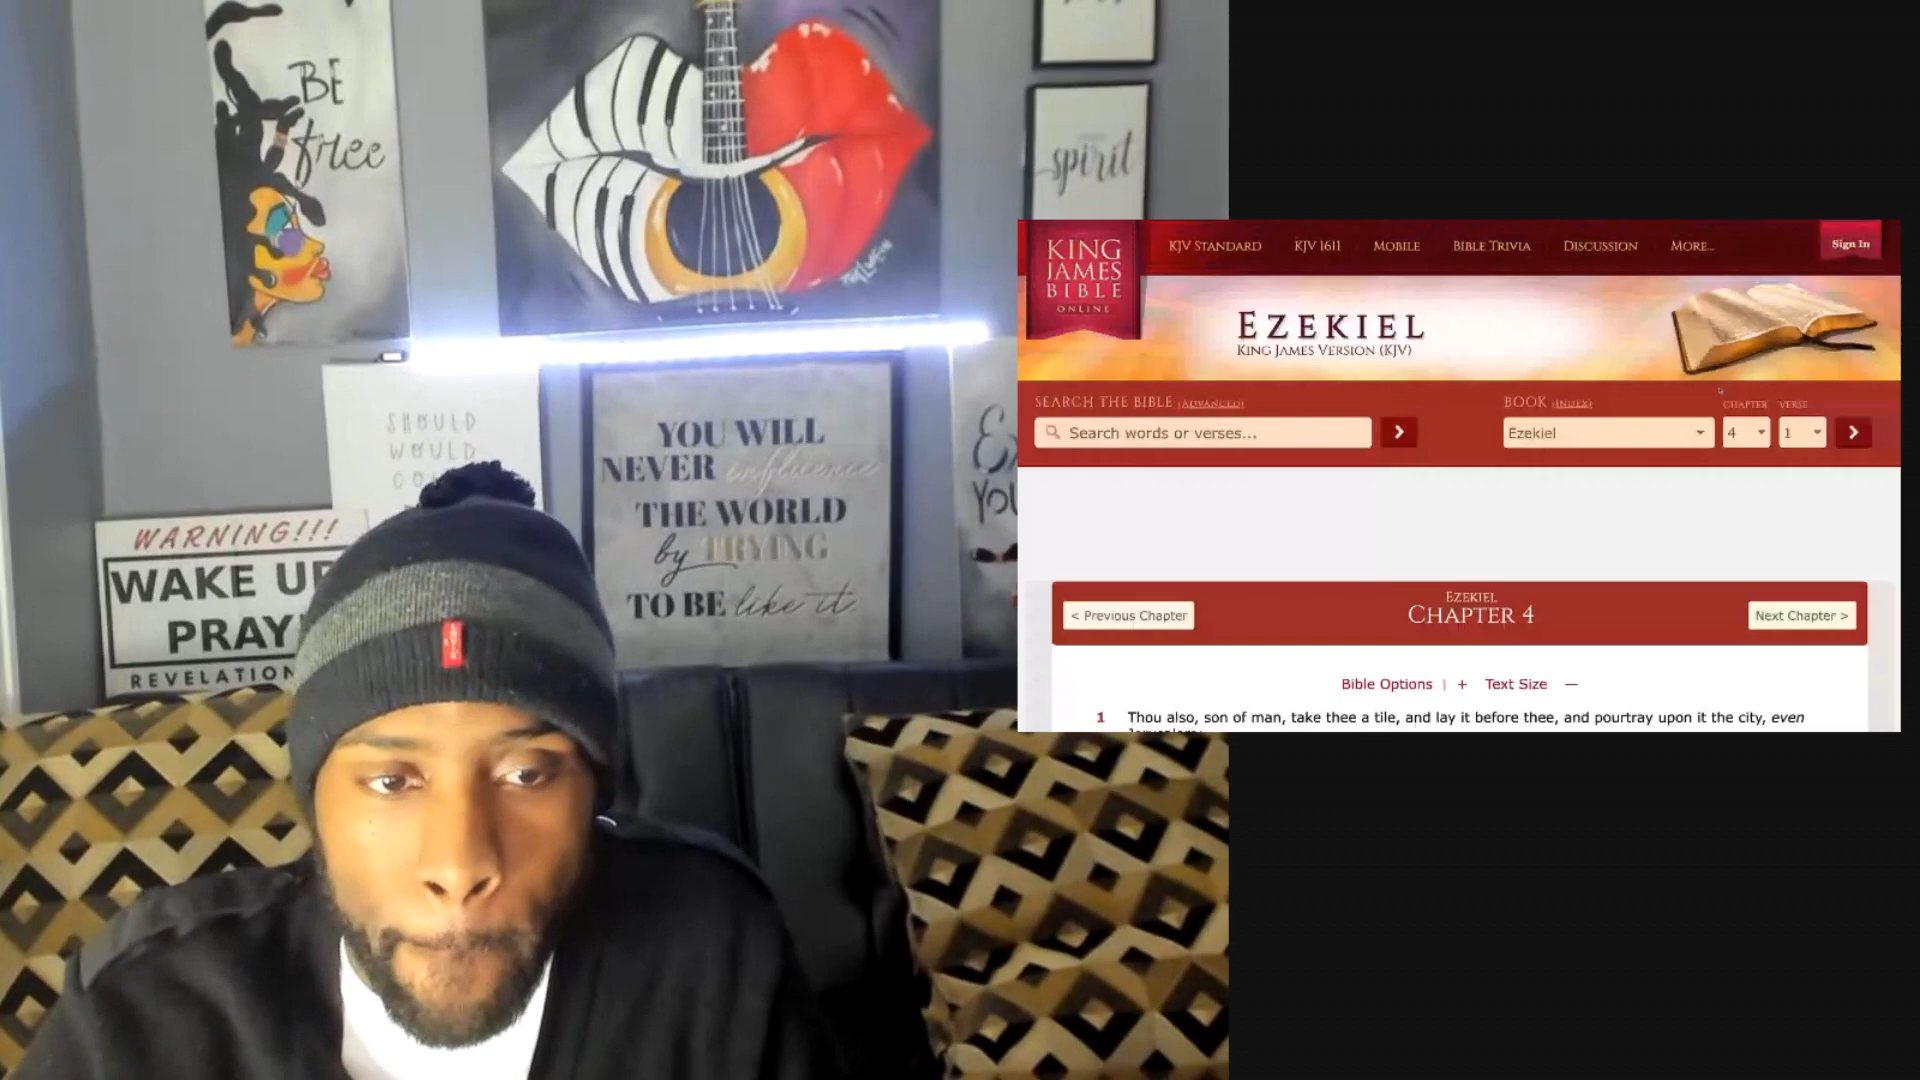 BE
free
spirit
SHOULD
WOULD
YOU WILL
NEVER influence
THE WORLD
by TRYING
TO BE like it.
YOU
WARNING!!!
WAKE UP
PRAY
REVELATION
KING
JAMES
BIBLE
ONLINE
KJV STANDARD
KJV 1611
MOBILE
BIBLE TRIVIA
DISCUSSION
MORE...
Sign In
EZEKIEL
KING JAMES VERSION (KJV)
SEARCH THE BIBLE (ADVANCED)
Search words or verses...
BOOK (INDEX)
CHAPTER
VERSE
Ezekiel
4
1
< Previous Chapter
EZEKIEL
CHAPTER 4
Next Chapter >
Bible Options | + Text Size —
1 Thou also, son of man, take thee a tile, and lay it before thee, and pourtray upon it the city, even